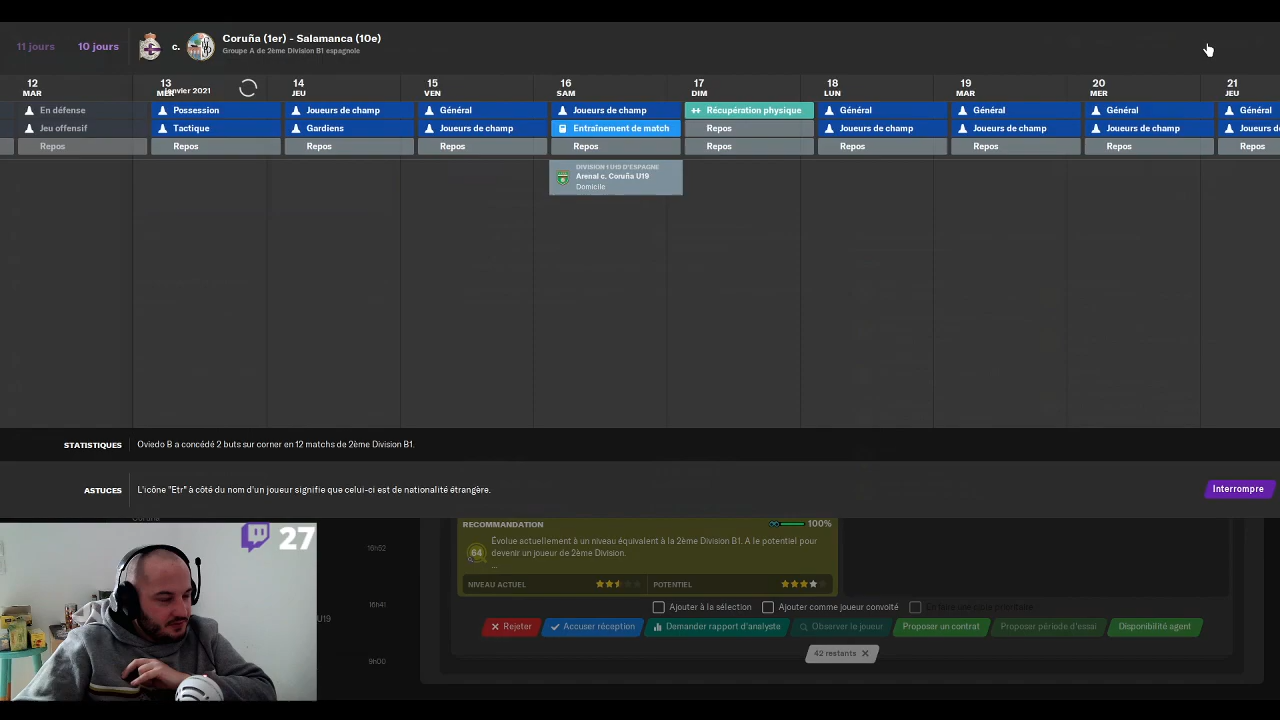 11 jours
10 jours
c.
Coruña (1er) - Salamanca (10e)
Groupe A de 2ème Division B1 espagnole
12 13 14 15 16 17 18 19 20 21
MAR MER JEU VEN SAM DIM LUN MAR MER JEU
janvier 2021
En défense Possession Joueurs de champ Général Joueurs de champ Récupération physique Général Général Général Général
Jeu offensif Tactique Gardiens Joueurs de champ Entraînement de match Repos Joueurs de champ Joueurs de champ Joueurs de champ Joueurs d
Repos Repos Repos Repos Repos Repos Repos Repos Repos Repos
DIVISION 1 U19 D'ESPAGNE
Arenal c. Coruña U19
Domicile
STATISTIQUES Oviedo B a concédé 2 buts sur corner en 12 matchs de 2ème Division B1.
ASTUCES L'icône "Etr" à côté du nom d'un joueur signifie que celui-ci est de nationalité étrangère.
Interrompre
RECOMMANDATION 100%
Évolue actuellement à un niveau équivalent à la 2ème Division B1. A le potentiel pour
devenir un joueur de 2ème Division.
64
...
NIVEAU ACTUEL POTENTIEL
27
16h52
16h41
U19
9h00
Ajouter à la sélection Ajouter comme joueur convoité
Rejeter Accuser réception Demander rapport d'analyste Observer le joueur Proposer un contrat Proposer période d'essai Disponibilité agent
42 restants